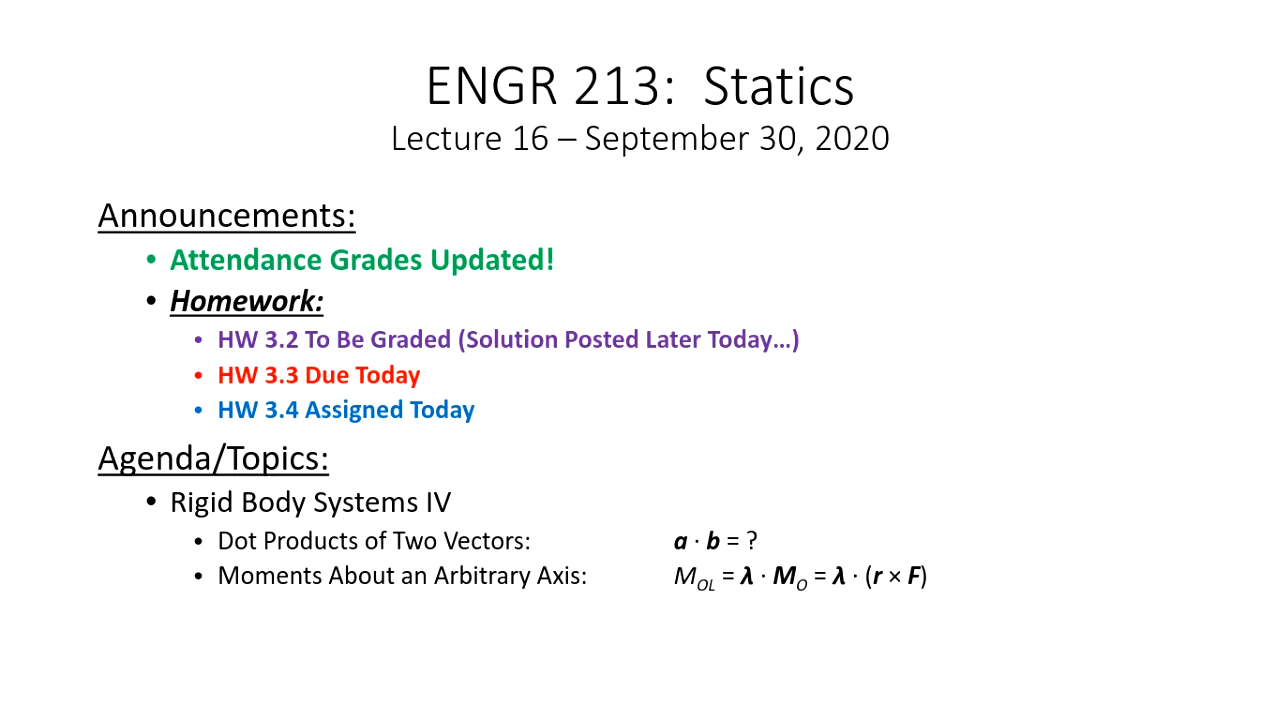 ENGR 213:  Statics
Lecture 16 – September 30, 2020
Announcements:
• Attendance Grades Updated!
• Homework:
• HW 3.2 To Be Graded (Solution Posted Later Today…)
• HW 3.3 Due Today
• HW 3.4 Assigned Today
Agenda/Topics:
• Rigid Body Systems IV
• Dot Products of Two Vectors: a · b = ?
• Moments About an Arbitrary Axis: M_OL = λ · M_O = λ · (r × F)